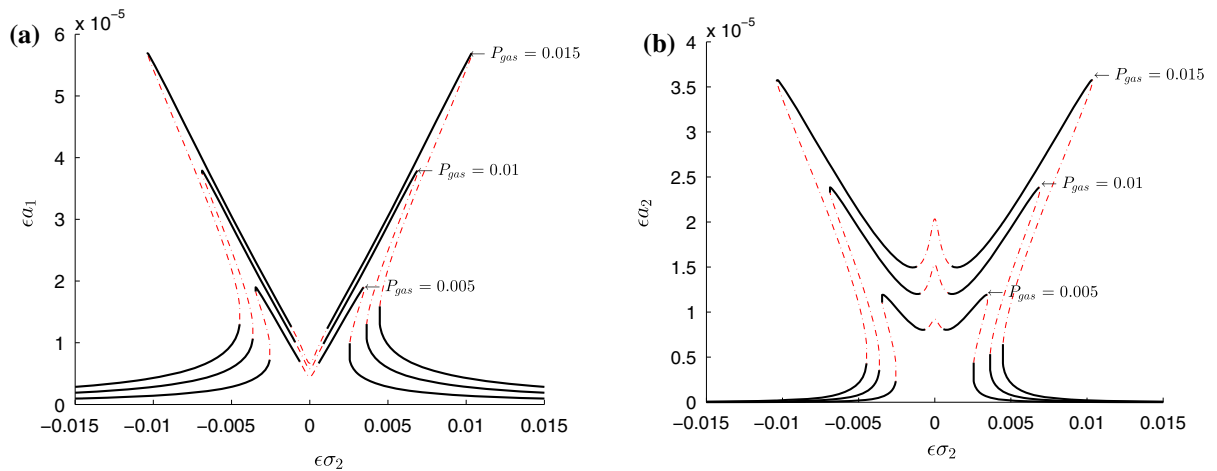 (a)
x 10⁻⁵
6
5
4
3
2
1
0
ϵa₁
−0.015
−0.01
−0.005
0
0.005
0.01
0.015
ϵσ₂
P_gas = 0.015
P_gas = 0.01
P_gas = 0.005
(b)
x 10⁻⁵
4
3.5
3
2.5
2
1.5
1
0.5
0
ϵa₂
−0.015
−0.01
−0.005
0
0.005
0.01
0.015
ϵσ₂
P_gas = 0.015
P_gas = 0.01
P_gas = 0.005